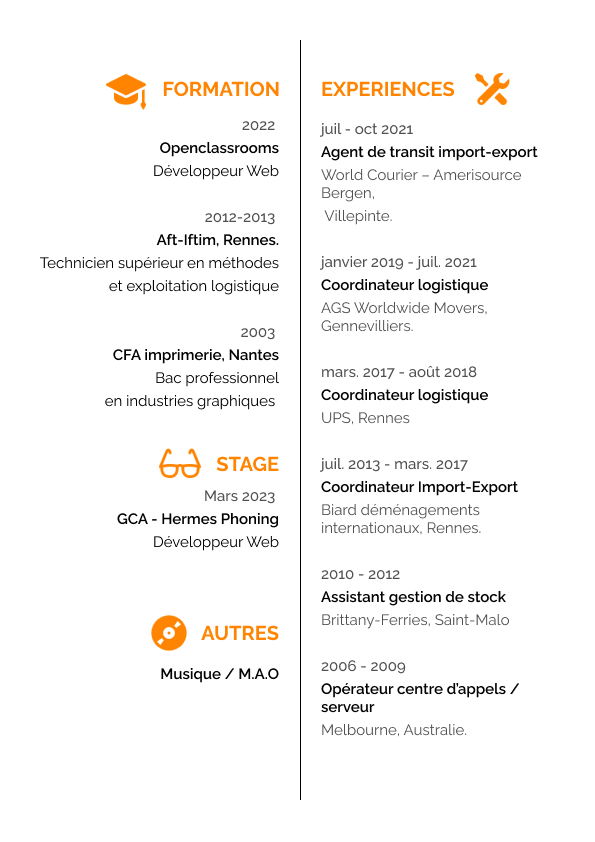 FORMATION
2022
Openclassrooms
Développeur Web
2012-2013
Aft-Iftim, Rennes.
Technicien supérieur en méthodes
et exploitation logistique
2003
CFA imprimerie, Nantes
Bac professionnel
en industries graphiques
STAGE
Mars 2023
GCA - Hermes Phoning
Développeur Web
AUTRES
Musique / M.A.O
EXPERIENCES
juil - oct 2021
Agent de transit import-export
World Courier – Amerisource
Bergen,
Villepinte.
janvier 2019 - juil. 2021
Coordinateur logistique
AGS Worldwide Movers,
Gennevilliers.
mars. 2017 - août 2018
Coordinateur logistique
UPS, Rennes
juil. 2013 - mars. 2017
Coordinateur Import-Export
Biard déménagements
internationaux, Rennes.
2010 - 2012
Assistant gestion de stock
Brittany-Ferries, Saint-Malo
2006 - 2009
Opérateur centre d’appels /
serveur
Melbourne, Australie.